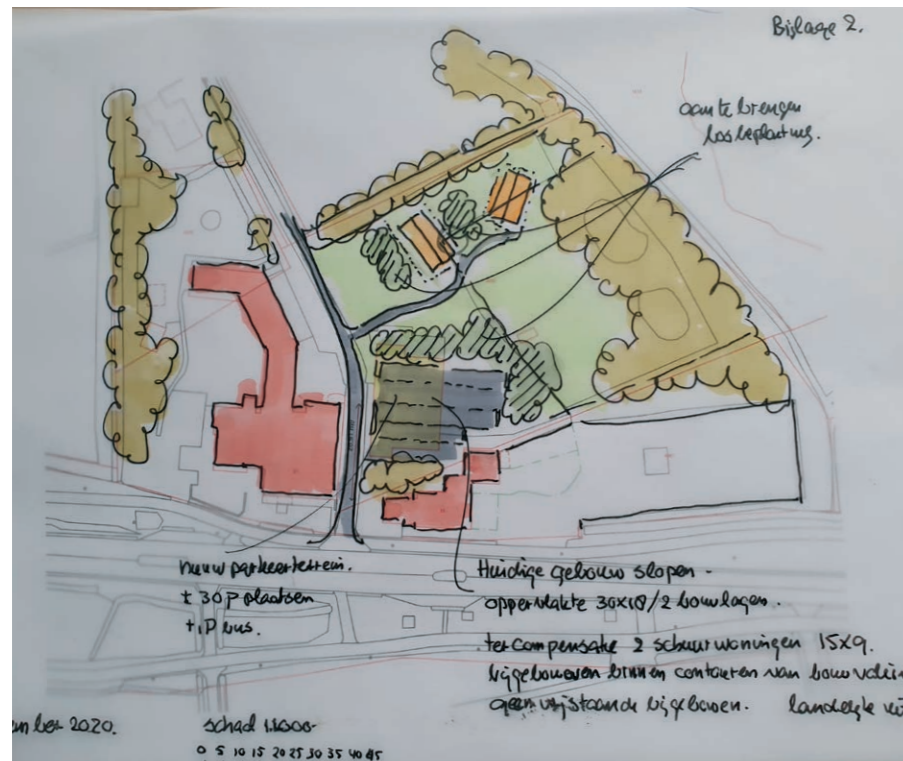 Bijlage 2.
aan te brengen
bosbeplanting.
nieuw parkeerterrein.
± 30 P plaatsen
+ 1 P bus.
Huidige gebouw slopen -
oppervlakte 30x18/2 bouwlagen.
ter compensatie 2 schuurwoningen 15x9.
bijgebouwen binnen contouren van bouwvolu
geen vrijstaande bijgebouwen. landelijke
mber 2020.
schaal 1:1000
0 5 10 15 20 25 30 35 40 45